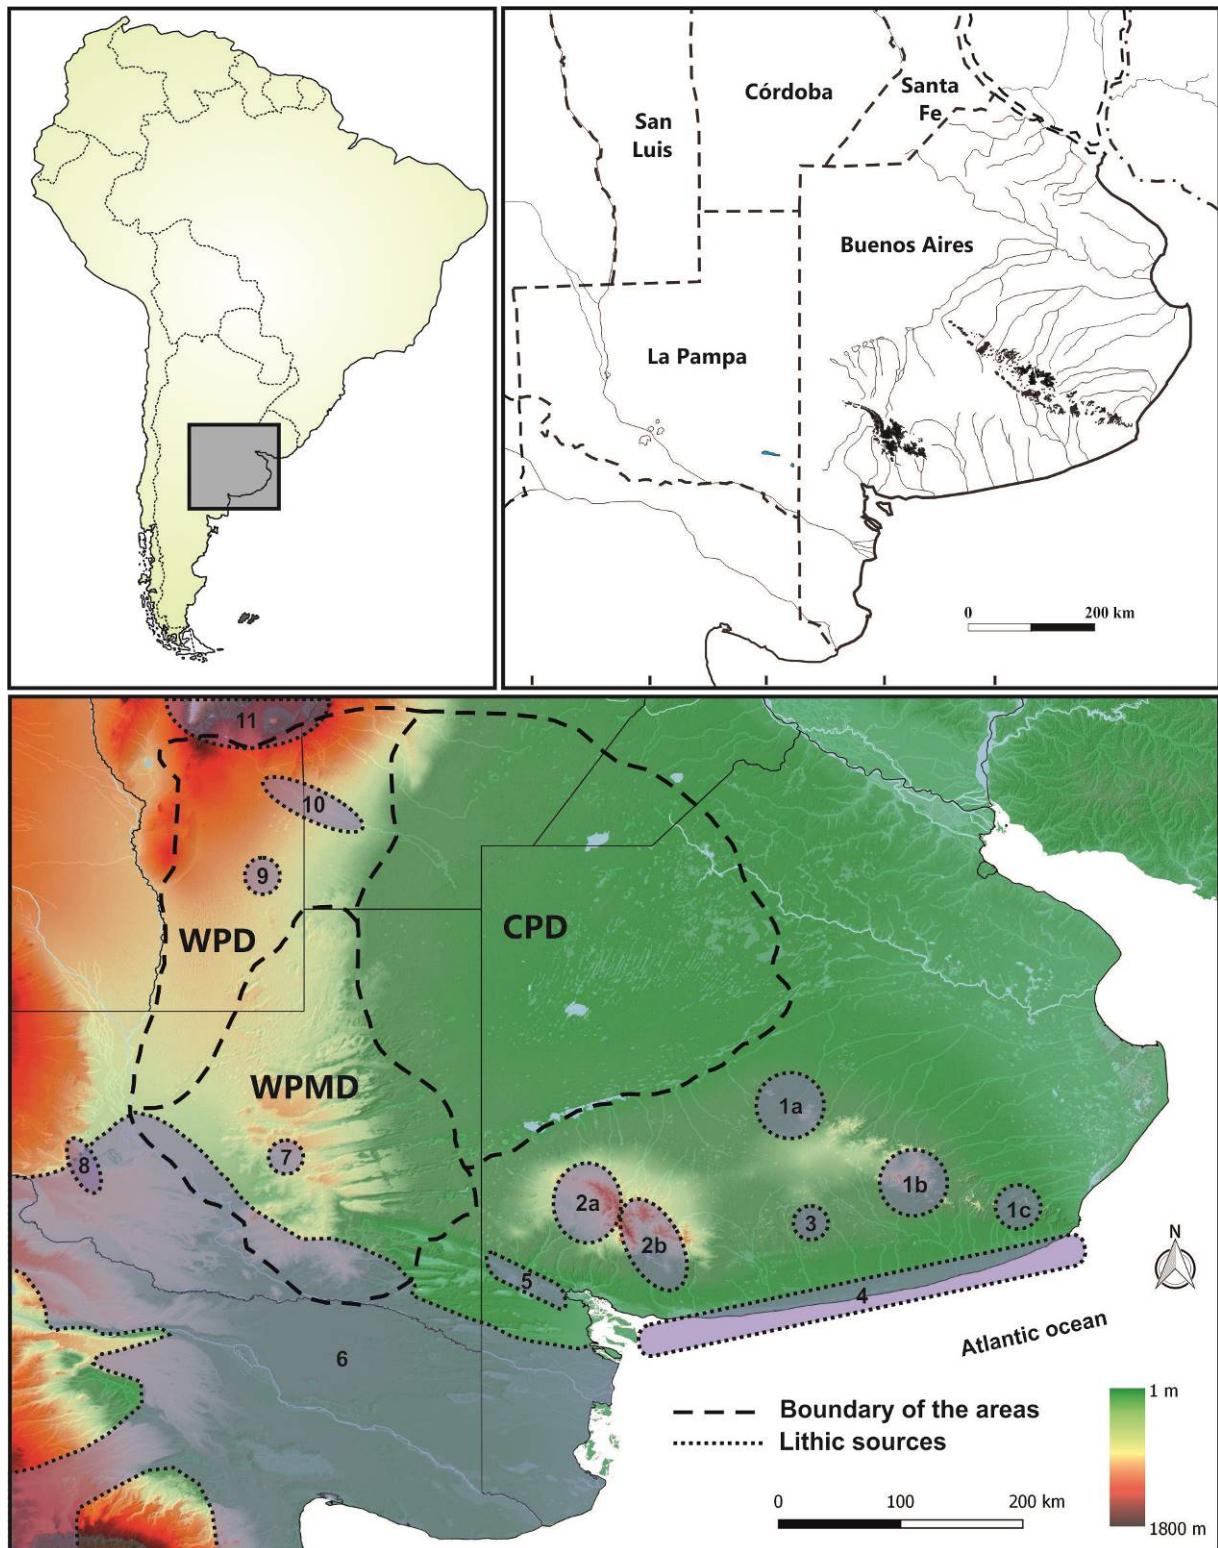 Córdoba
Santa
Fe
San
Luis
Buenos Aires
La Pampa
0 200 km
11
10
9
WPD
CPD
WPMD
1a
7
8
2a
1b
1c
2b
3
5
4
N
6
Atlantic ocean
Boundary of the areas
Lithic sources
1 m
1800 m
0 100 200 km